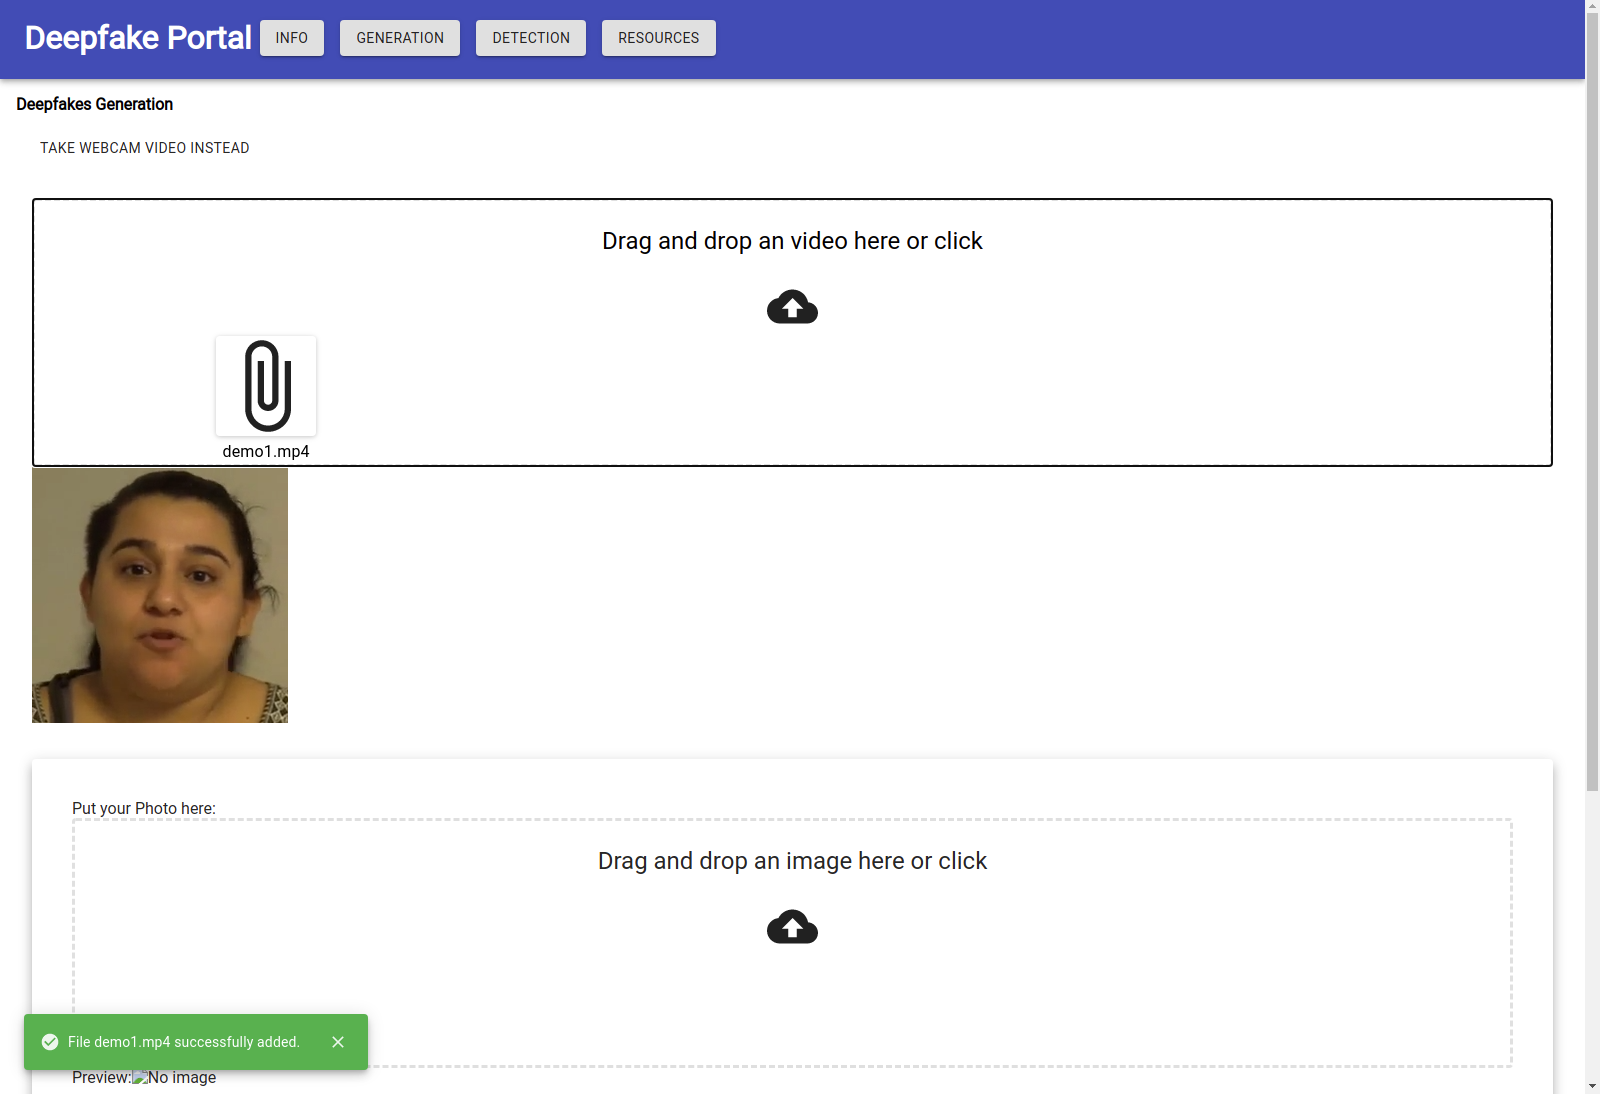 Deepfake Portal INFO GENERATION DETECTION RESOURCES
Deepfakes Generation
TAKE WEBCAM VIDEO INSTEAD
Drag and drop an video here or click
demo1.mp4
Put your Photo here:
Drag and drop an image here or click
File demo1.mp4 successfully added.
Preview: No image